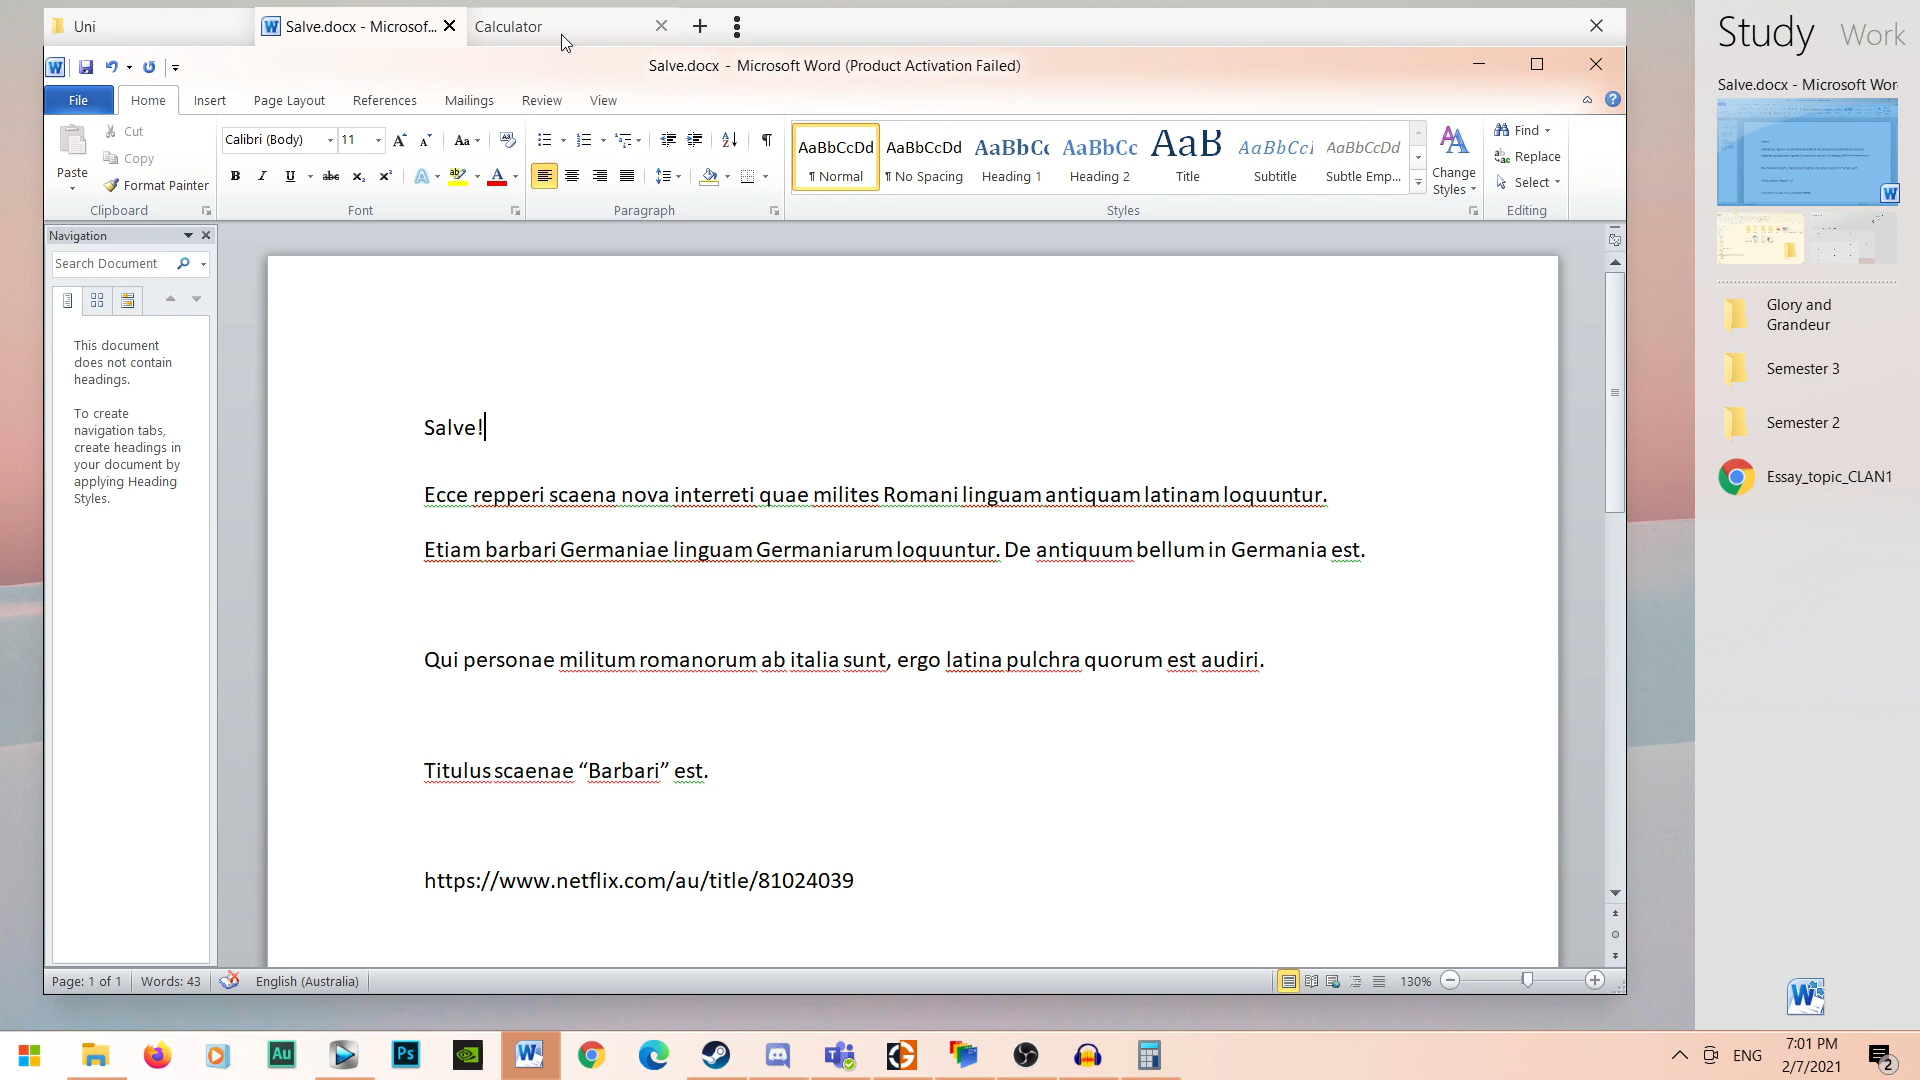 Uni
Salve.docx - Microsof...
Calculator
Study Work
Salve.docx - Microsoft Word (Product Activation Failed)
Salve.docx - Microsoft Wor
File Home Insert Page Layout References Mailings Review View
Paste
Cut
Copy
Format Painter
Clipboard
Calibri (Body) 11
Font
Paragraph
AaBbCcDd AaBbCcDd AaBbCc AaBbCc AaB AaBbCcI AaBbCcDd
¶ Normal ¶ No Spacing Heading 1 Heading 2 Title Subtitle Subtle Emp...
Change
Styles
Styles
Find
Replace
Select
Editing
Navigation
Search Document
This document
does not contain
headings.
To create
navigation tabs,
create headings in
your document by
applying Heading
Styles.
Salve!
Ecce repperi scaena nova interreti quae milites Romani linguam antiquam latinam loquuntur.
Etiam barbari Germaniae linguam Germaniarum loquuntur. De antiquum bellum in Germania est.
Qui personae militum romanorum ab italia sunt, ergo latina pulchra quorum est audiri.
Titulus scaenae “Barbari” est.
https://www.netflix.com/au/title/81024039
Glory and
Grandeur
Semester 3
Semester 2
Essay_topic_CLAN1
Page: 1 of 1 Words: 43 English (Australia) 130%
ENG
7:01 PM
2/7/2021
2